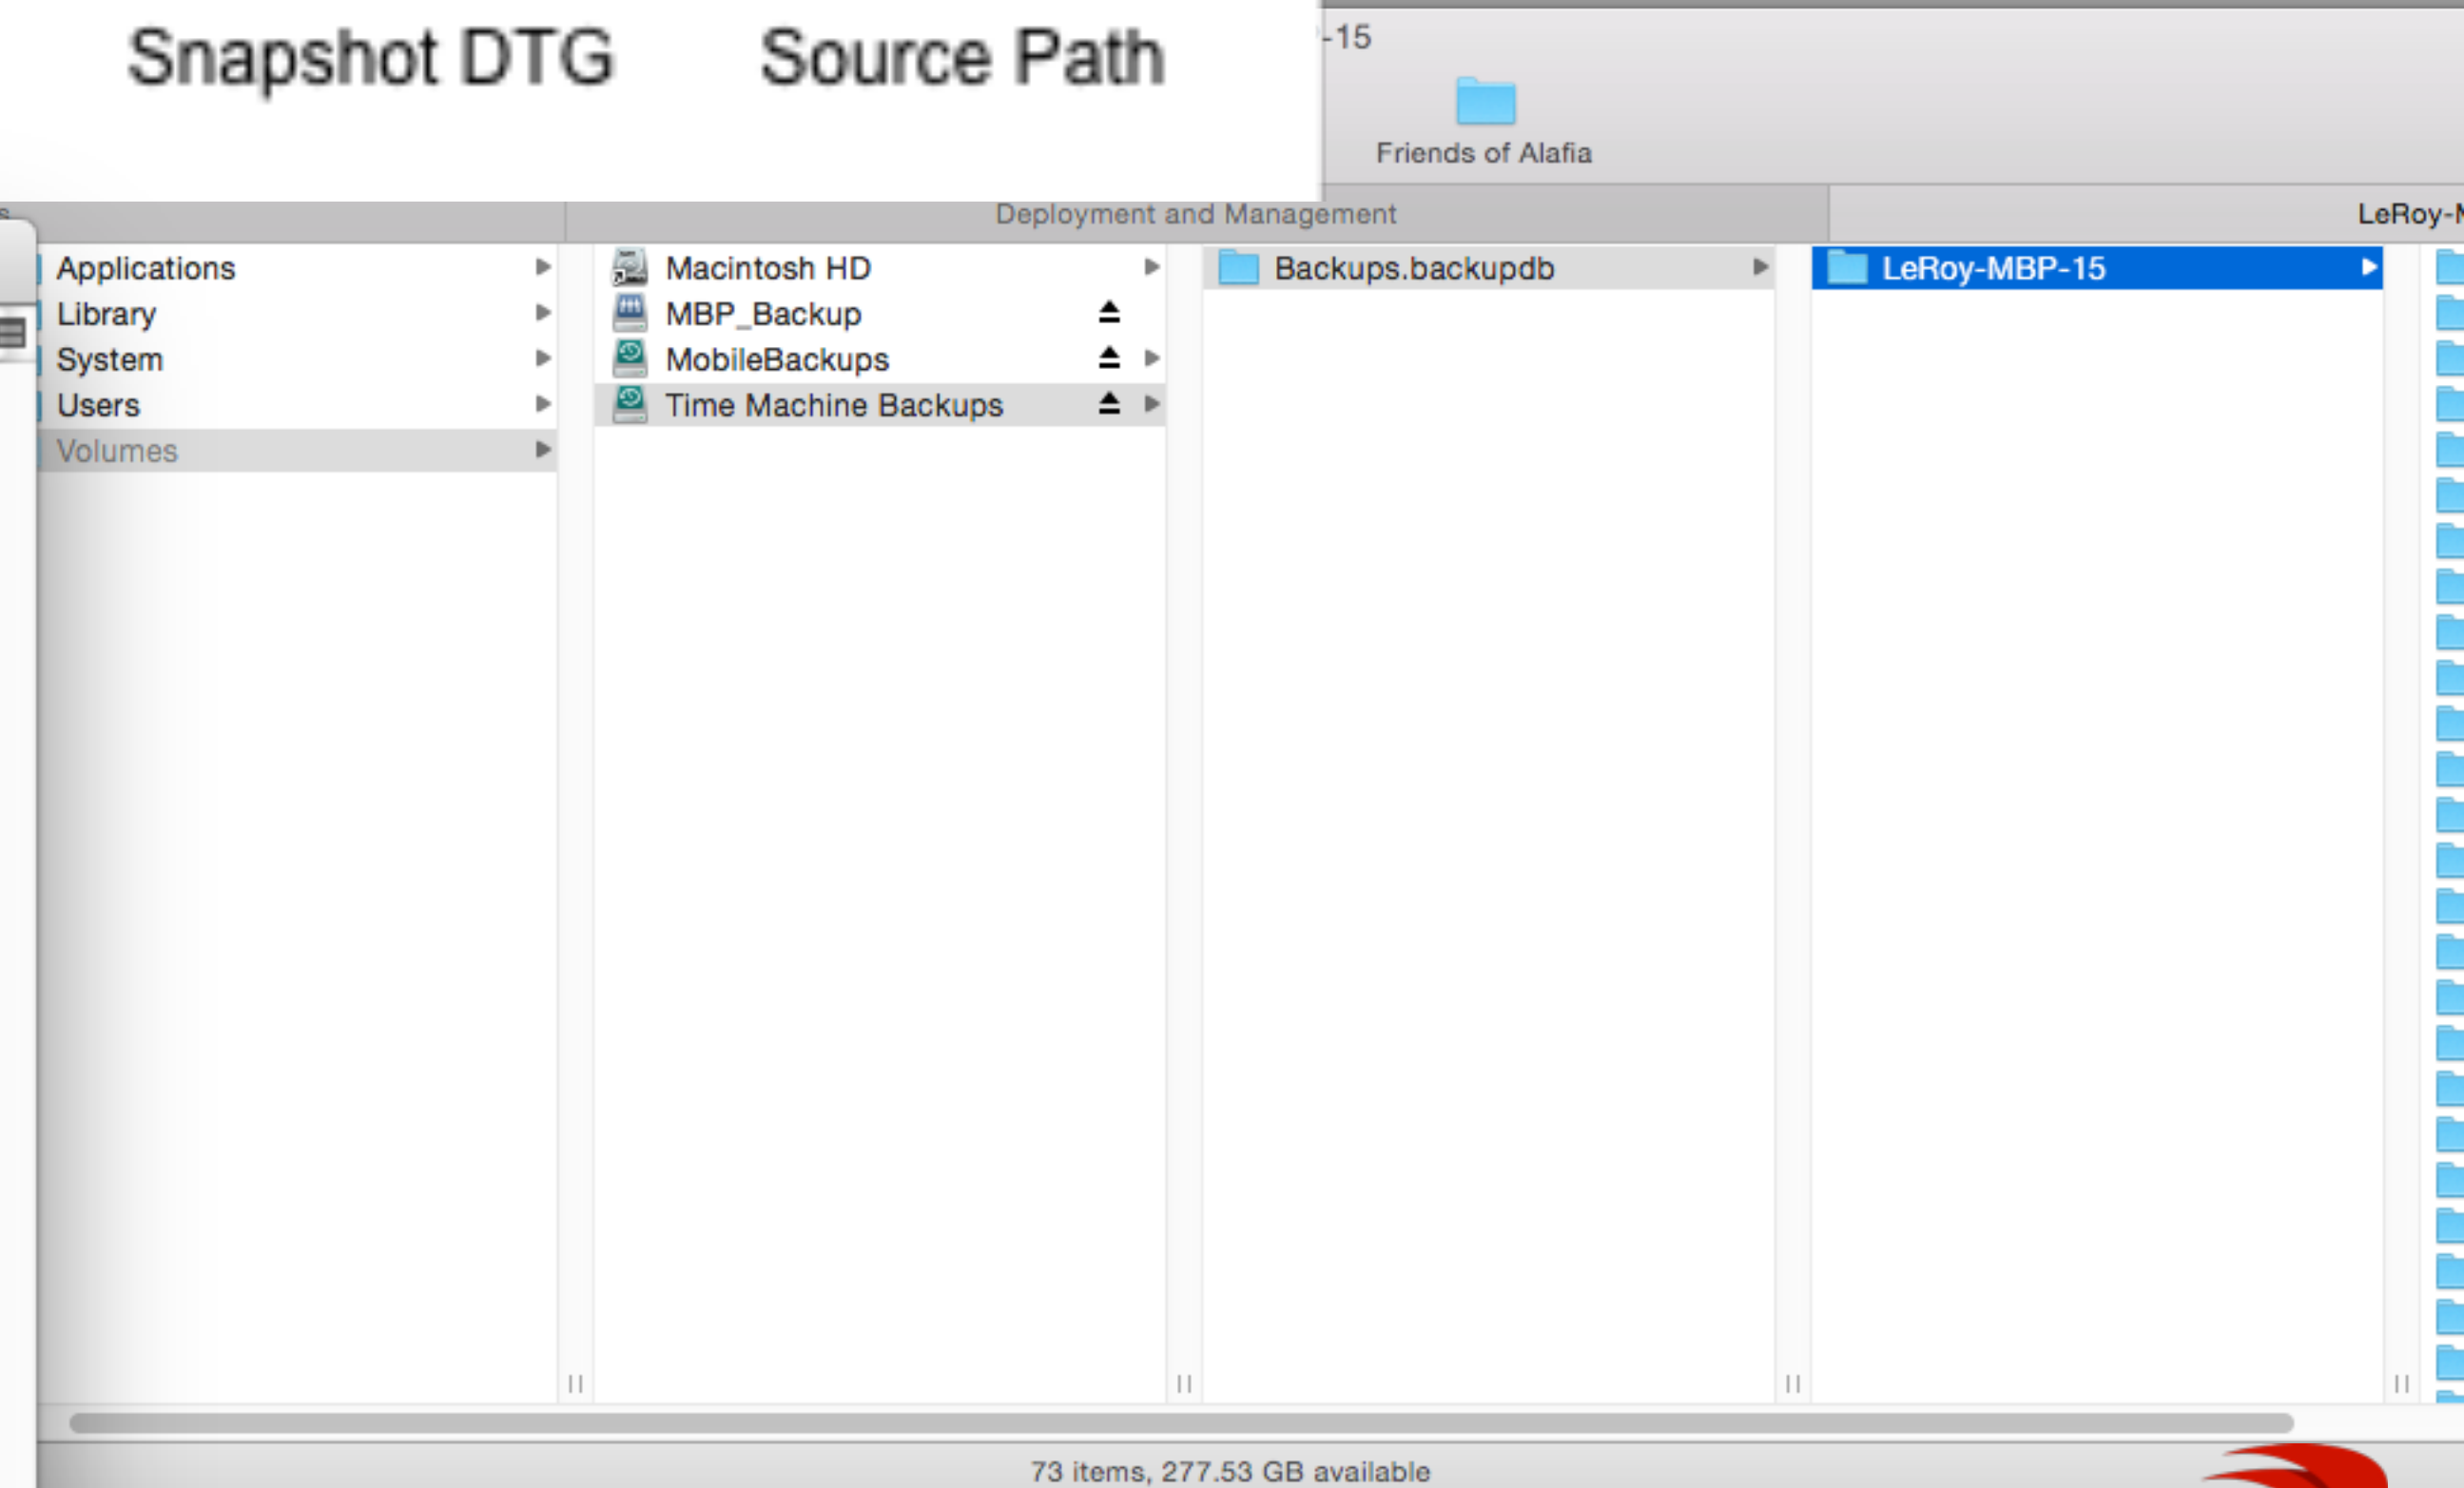 Snapshot DTG Source Path
-15
Friends of Alafia
Deployment and Management
LeRoy-M
Applications
Library
System
Users
Volumes
Macintosh HD
MBP_Backup
MobileBackups
Time Machine Backups
Backups.backupdb
LeRoy-MBP-15
73 items, 277.53 GB available